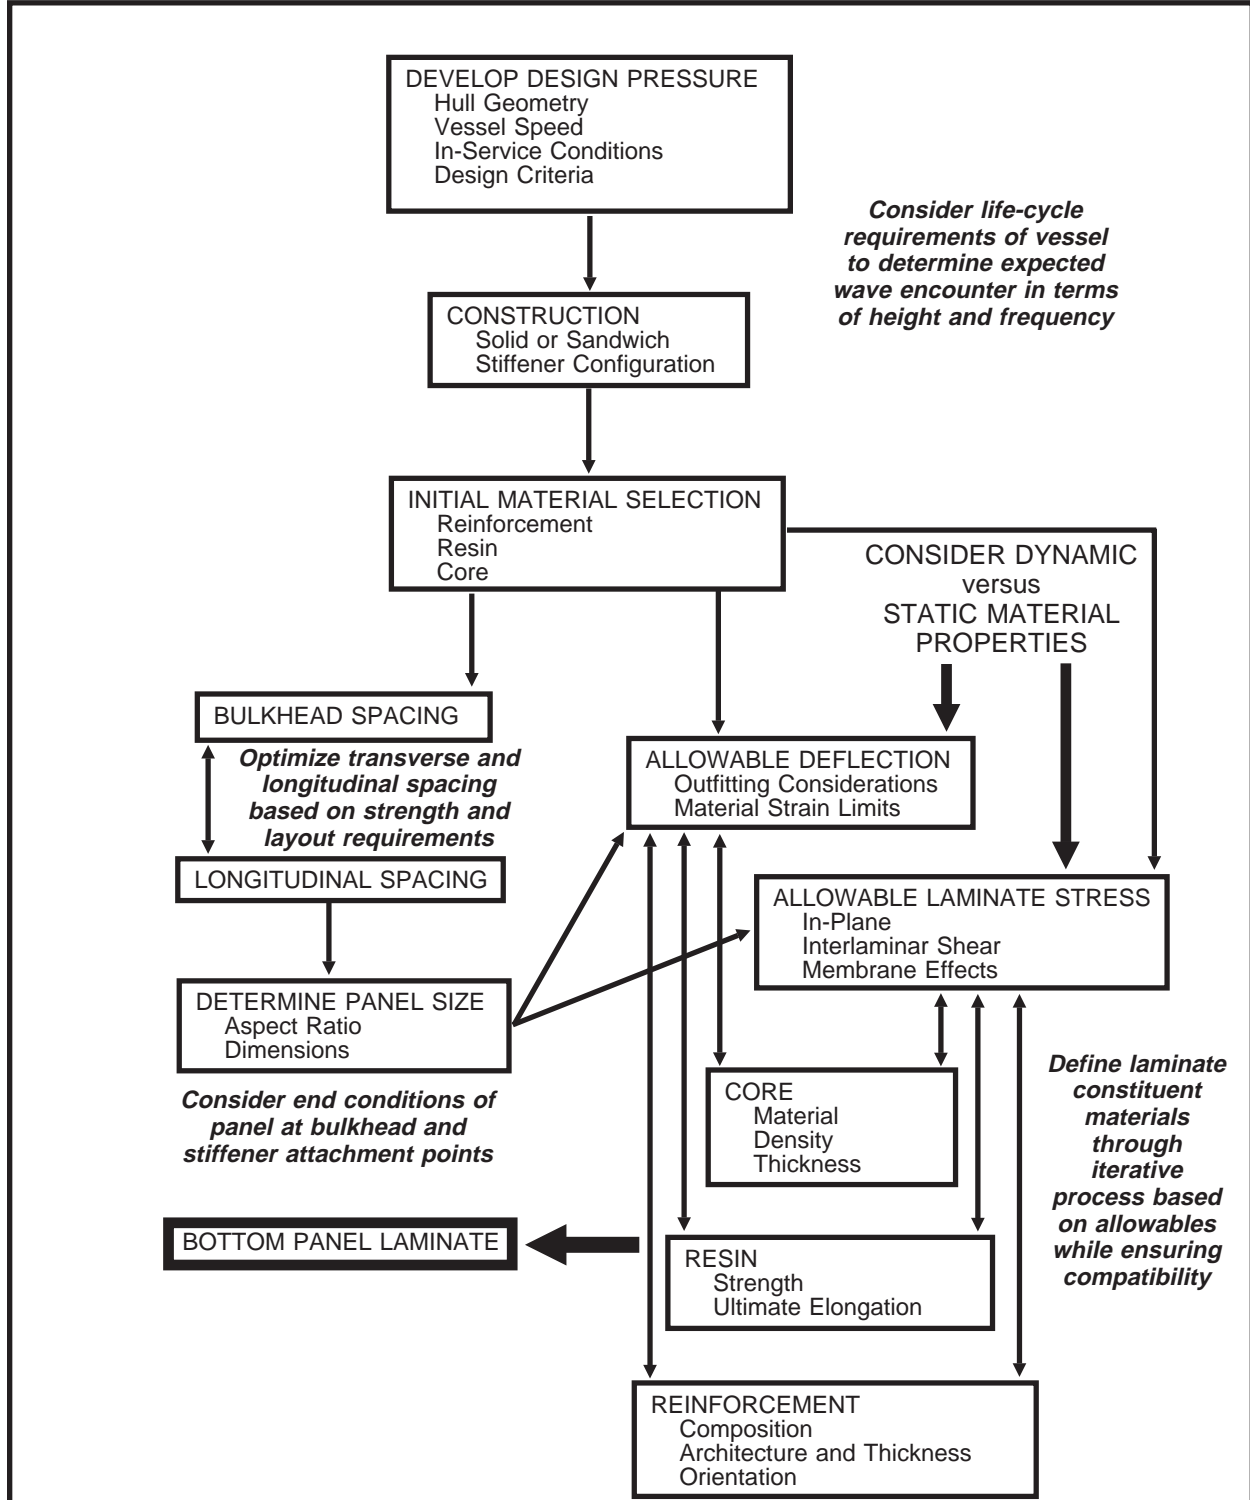 DEVELOP DESIGN PRESSURE
Hull Geometry
Vessel Speed
In-Service Conditions
Design Criteria
Consider life-cycle
requirements of vessel
to determine expected
wave encounter in terms
of height and frequency
CONSTRUCTION
Solid or Sandwich
Stiffener Configuration
INITIAL MATERIAL SELECTION
Reinforcement
Resin
Core
CONSIDER DYNAMIC
versus
STATIC MATERIAL
PROPERTIES
BULKHEAD SPACING
Optimize transverse and
longitudinal spacing
based on strength and
layout requirements
LONGITUDINAL SPACING
ALLOWABLE DEFLECTION
Outfitting Considerations
Material Strain Limits
ALLOWABLE LAMINATE STRESS
In-Plane
Interlaminar Shear
Membrane Effects
DETERMINE PANEL SIZE
Aspect Ratio
Dimensions
Consider end conditions of
panel at bulkhead and
stiffener attachment points
CORE
Material
Density
Thickness
Define laminate
constituent
materials
through
iterative
process based
on allowables
while ensuring
compatibility
BOTTOM PANEL LAMINATE
RESIN
Strength
Ultimate Elongation
REINFORCEMENT
Composition
Architecture and Thickness
Orientation